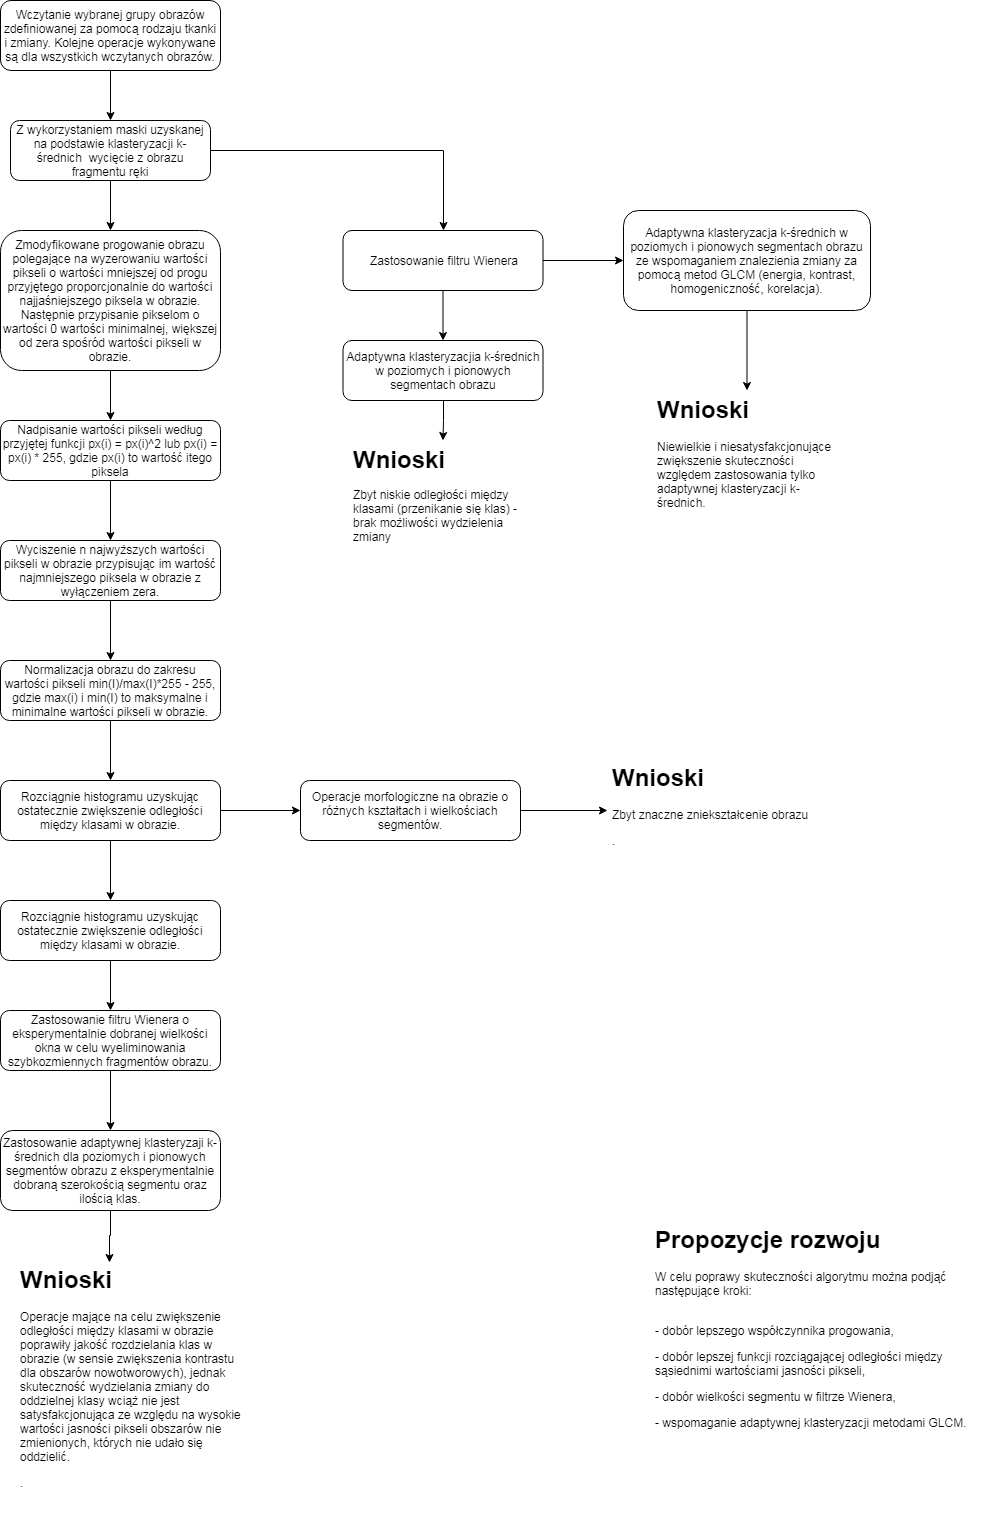 Wczytanie wybranej grupy obrazów
zdefiniowanej za pomocą rodzaju tkanki
i zmiany. Kolejne operacje wykonywane
są dla wszystkich wczytanych obrazów.
Z wykorzystaniem maski uzyskanej
na podstawie klasteryzacji k-
średnich wycięcie z obrazu
fragmentu ręki
Zmodyfikowane progowanie obrazu
polegające na wyzerowaniu wartości
pikseli o wartości mniejszej od progu
przyjętego proporcjonalnie do wartości
najjaśniejszego piksela w obrazie.
Następnie przypisanie pikselom o
wartości 0 wartości minimalnej, większej
od zera spośród wartości pikseli w
obrazie.
Zastosowanie filtru Wienera
Adaptywna klasteryzacja k-średnich w
poziomych i pionowych segmentach obrazu
ze wspomaganiem znalezienia zmiany za
pomocą metod GLCM (energia, kontrast,
homogeniczność, korelacja).
Adaptywna klasteryzacjia k-średnich
w poziomych i pionowych
segmentach obrazu
Wnioski
Niewielkie i niesatysfakcjonujące
zwiększenie skuteczności
względem zastosowania tylko
adaptywnej klasteryzacji k-
średnich.
Wnioski
Zbyt niskie odległości między
klasami (przenikanie się klas) -
brak możliwości wydzielenia
zmiany
Nadpisanie wartości pikseli według
przyjętej funkcji px(i) = px(i)^2 lub px(i) =
px(i) * 255, gdzie px(i) to wartość itego
piksela
Wyciszenie n najwyższych wartości
pikseli w obrazie przypisując im wartość
najmniejszego piksela w obrazie z
wyłączeniem zera.
Normalizacja obrazu do zakresu
wartości pikseli min(I)/max(I)*255 - 255,
gdzie max(i) i min(I) to maksymalne i
minimalne wartości pikseli w obrazie.
Rozciągnie histogramu uzyskując
ostatecznie zwiększenie odległości
między klasami w obrazie.
Operacje morfologiczne na obrazie o
różnych kształtach i wielkościach
segmentów.
Wnioski
Zbyt znaczne zniekształcenie obrazu
.
Rozciągnie histogramu uzyskując
ostatecznie zwiększenie odległości
między klasami w obrazie.
Zastosowanie filtru Wienera o
eksperymentalnie dobranej wielkości
okna w celu wyeliminowania
szybkozmiennych fragmentów obrazu.
Zastosowanie adaptywnej klasteryzaji k-
średnich dla poziomych i pionowych
segmentów obrazu z eksperymentalnie
dobraną szerokością segmentu oraz
ilością klas.
Wnioski
Operacje mające na celu zwiększenie
odległości między klasami w obrazie
poprawiły jakość rozdzielania klas w
obrazie (w sensie zwiększenia kontrastu
dla obszarów nowotworowych), jednak
skuteczność wydzielania zmiany do
oddzielnej klasy wciąż nie jest
satysfakcjonująca ze względu na wysokie
wartości jasności pikseli obszarów nie
zmienionych, których nie udało się
oddzielić.
.
Propozycje rozwoju
W celu poprawy skuteczności algorytmu można podjąć
następujące kroki:
- dobór lepszego współczynnika progowania,
- dobór lepszej funkcji rozciągającej odległości między
sąsiednimi wartościami jasności pikseli,
- dobór wielkości segmentu w filtrze Wienera,
- wspomaganie adaptywnej klasteryzacji metodami GLCM.